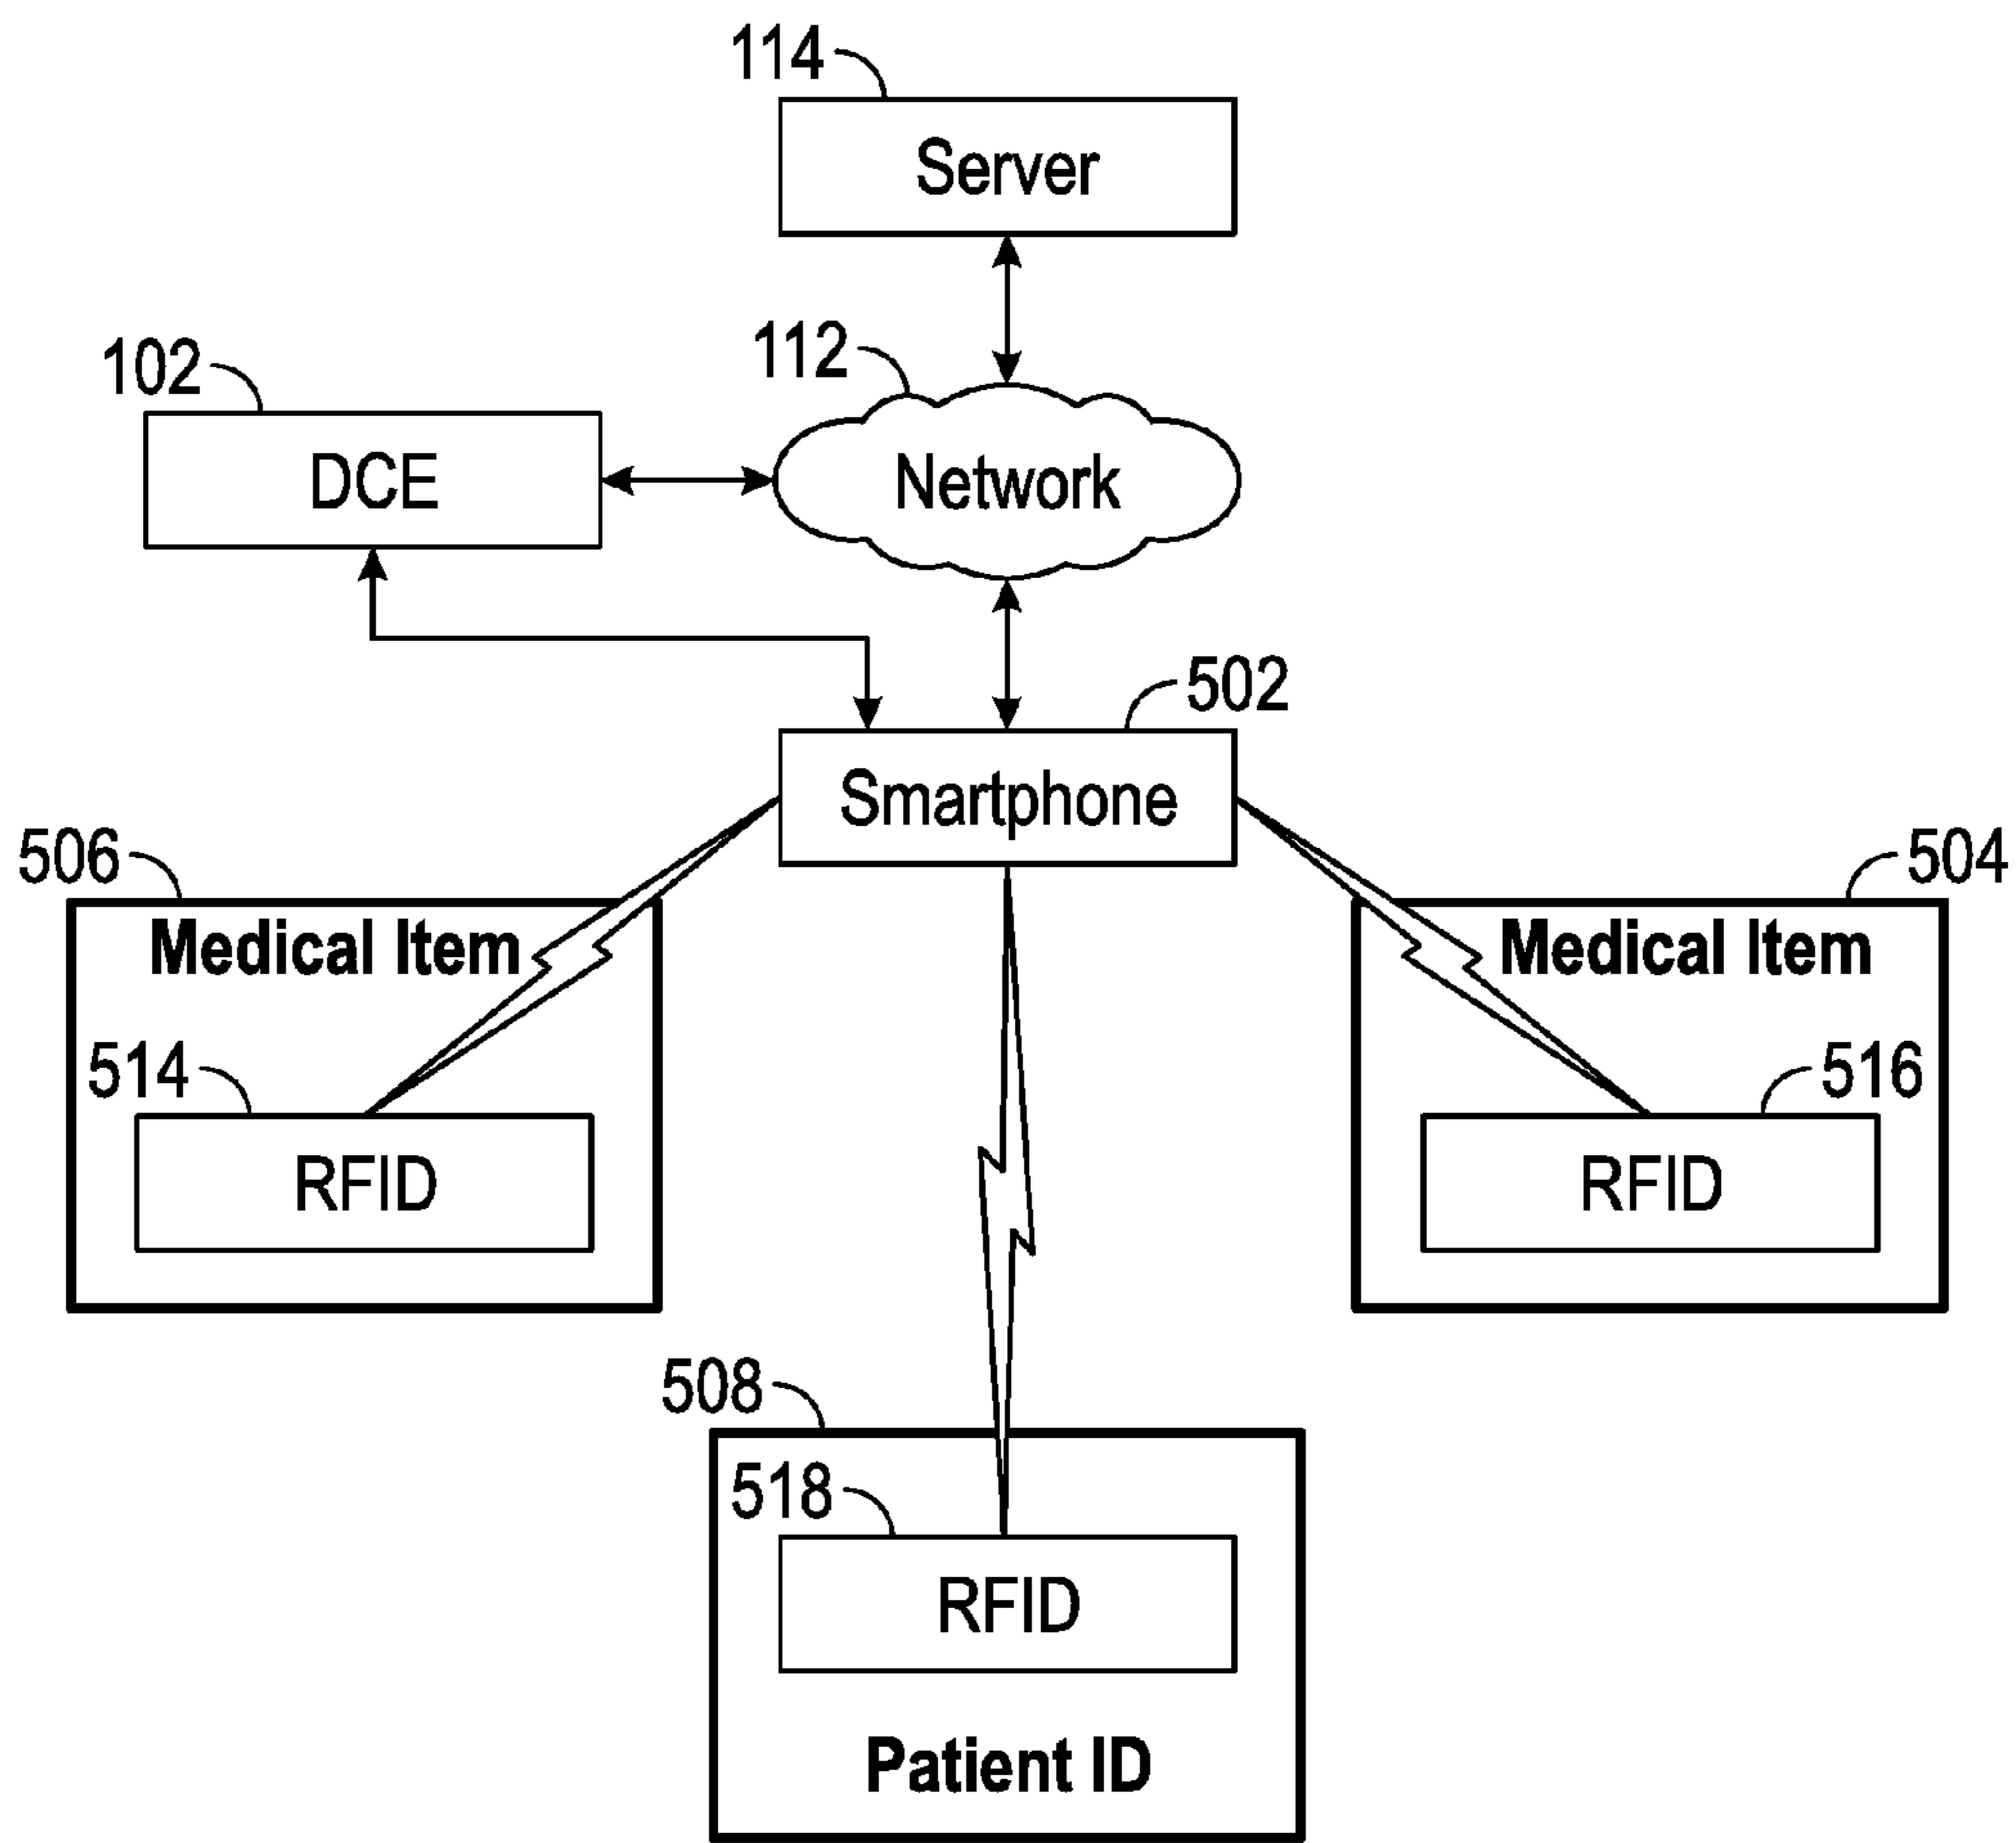 114
Server
112
102
DCE
Network
502
Smartphone
506
504
Medical Item
Medical Item
514
516
RFID
RFID
508
518
RFID
Patient ID